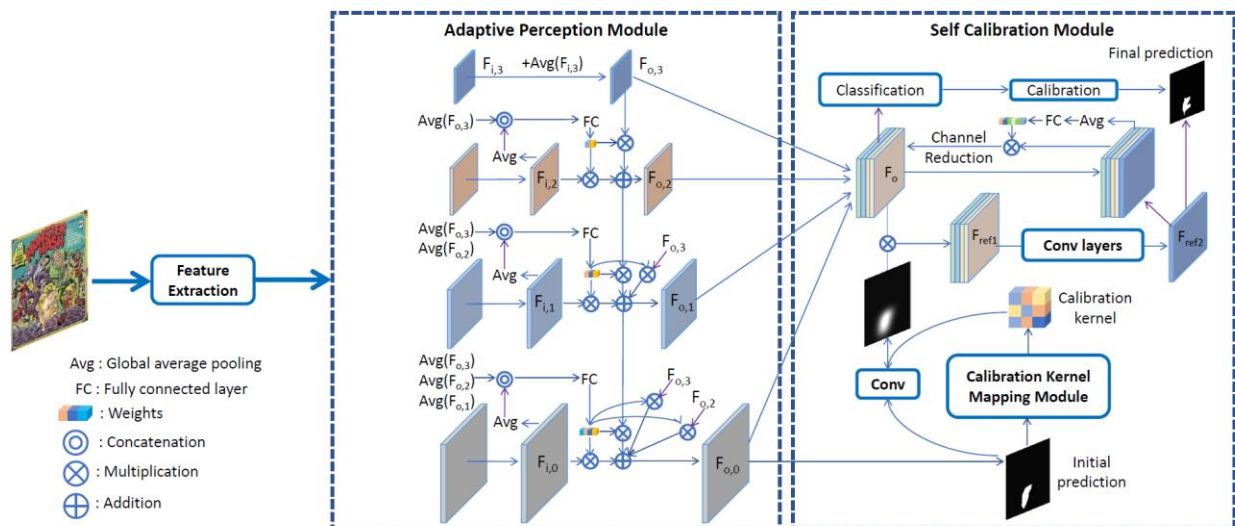 Adaptive Perception Module
F_{i,3} +Avg(F_{i,3}) F_{o,3}
Avg(F_{o,3})
FC
Avg
F_{i,2}
F_{o,2}
Avg(F_{o,3})
Avg(F_{o,2})
FC
F_{o,3}
Avg
F_{i,1}
F_{o,1}
Avg(F_{o,3})
Avg(F_{o,2})
Avg(F_{o,1})
FC
F_{o,3}
F_{o,2}
Avg
F_{i,0}
F_{o,0}
Feature
Extraction
Avg : Global average pooling
FC : Fully connected layer
: Weights
: Concatenation
: Multiplication
: Addition
Self Calibration Module
Final prediction
Classification
Calibration
FC
Avg
Channel
Reduction
F_o
F_{ref1}
Conv layers
F_{ref2}
Calibration
kernel
Conv
Calibration Kernel
Mapping Module
Initial
prediction